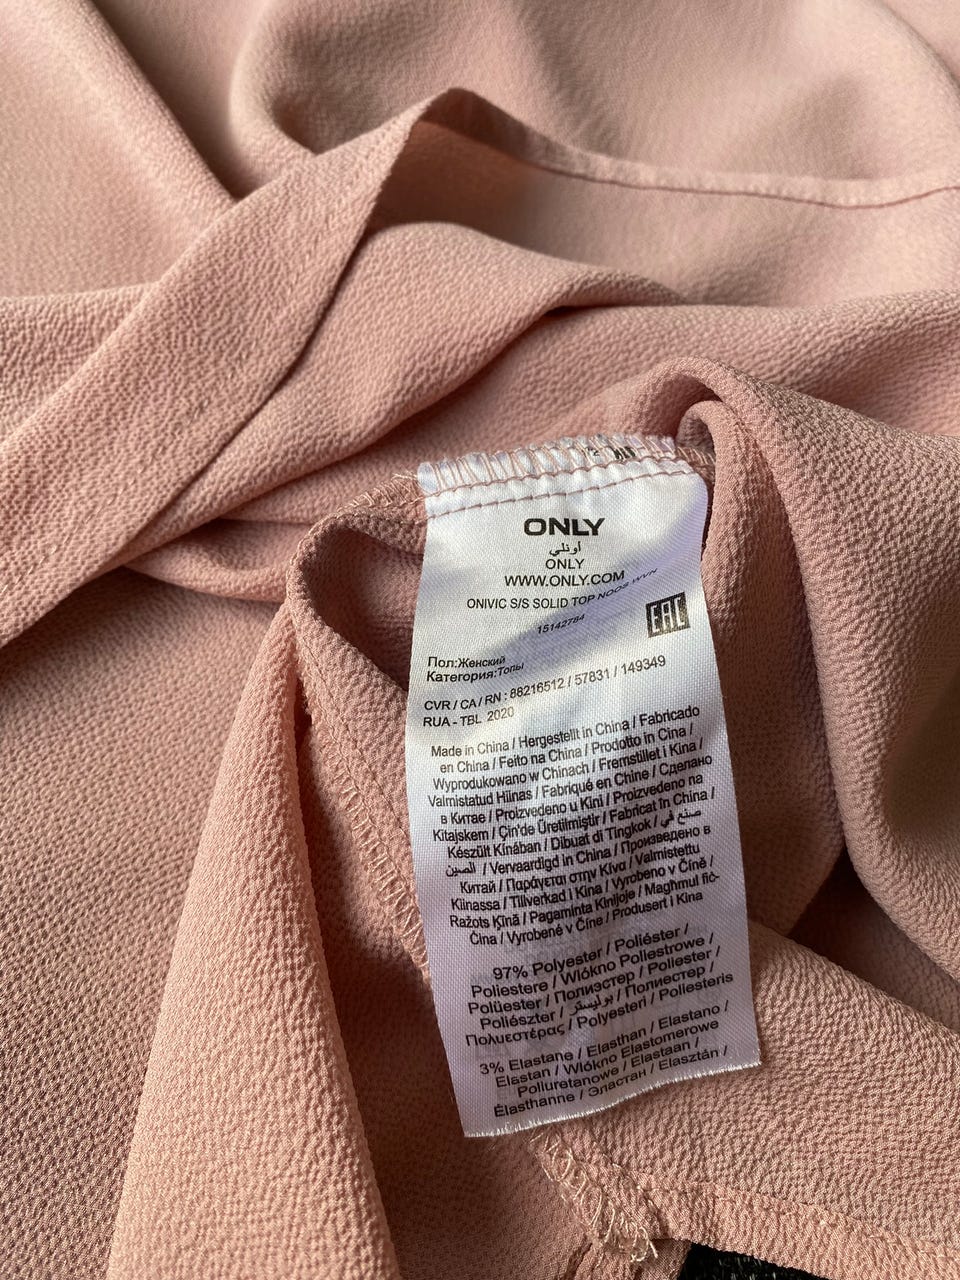 ONLY
أونلي
ONLY
WWW.ONLY.COM
ONIVIC S/S SOLID TOP NOOS WVN
15142784
EAC
Пол:Женский
Категория:Топы
CVR / CA / RN : 88216512 / 57831 / 149349
RUA - TBL 2020
Made in China / Hergestellt in China / Fabricado
en China / Feito na China / Prodotto in Cina /
Wyprodukowano w Chinach / Fremstillet i Kina /
Valmistatud Hiinas / Fabriqué en Chine / Сделано
в Китае / Proizvedeno u Kini / Proizvedeno na
Kitajskem / Çin'de Üretilmiştir / Fabricat în China /
Készült Kínában / Dibuat di Tingkok / صنع في
الصين / Vervaardigd in China / Произведено в
Китай / Παράγεται στην Κίνα / Valmistettu
Kiinassa / Tillverkad i Kina / Vyrobeno v Číně /
Ražots Ķīnā / Pagaminta Kinijoje / Magħmul fiċ-
Ċina / Vyrobené v Číne / Produsert i Kina
97% Polyester / Poliéster /
Poliestere / Włókno Poliestrowe /
Polüester / Полиэстер / Poliester /
Poliészter / بوليستر / Полиестер /
Πολυεστέρας / Polyesteri / Poliesteris
3% Elastane / Elasthan / Elastano /
Elastan / Włókno Elastomerowe
Poliuretanowe / Elastaan / Elasztán /
Élasthanne / Эластан / Elastan